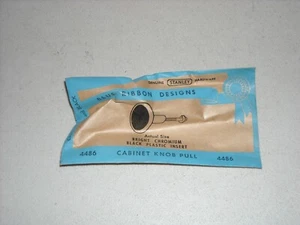 STANLEY
RIBBON DESIGNS
Actual Size
BRIGHT CHROMIUM
BLACK PLASTIC INSERT
4486 CABINET KNOB PULL 4486